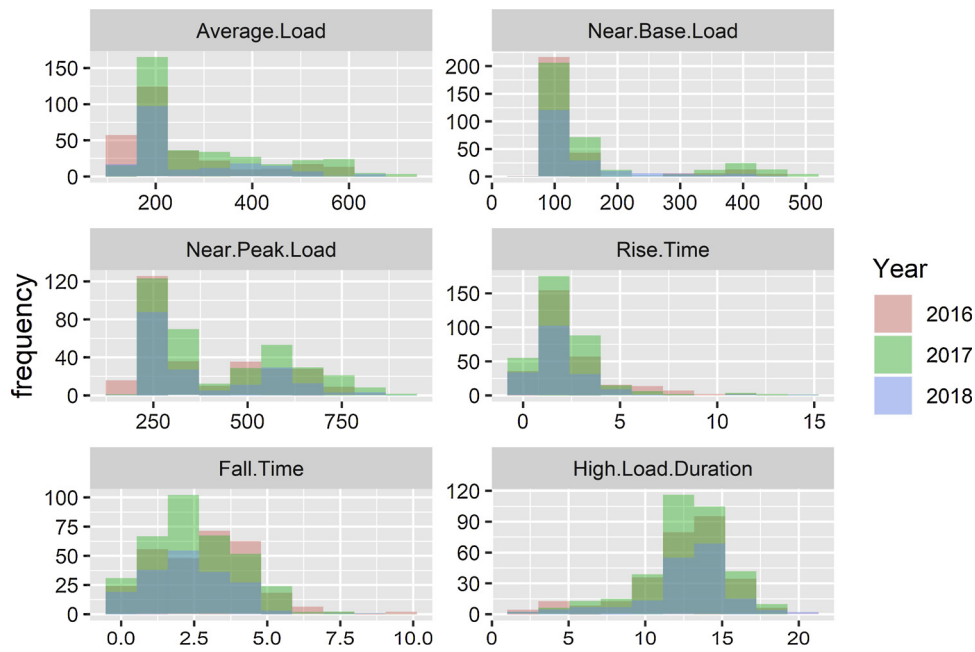 Average.Load
Near.Base.Load
150
100
50
0
200 400 600
200
150
100
50
0
0 100 200 300 400 500
Near.Peak.Load
Rise.Time
120
80
40
0
250 500 750
150
100
50
0
0 5 10 15
Fall.Time
High.Load.Duration
100
75
50
25
0
0.0 2.5 5.0 7.5 10.0
120
90
60
30
0
0 5 10 15 20
frequency
Year
2016
2017
2018